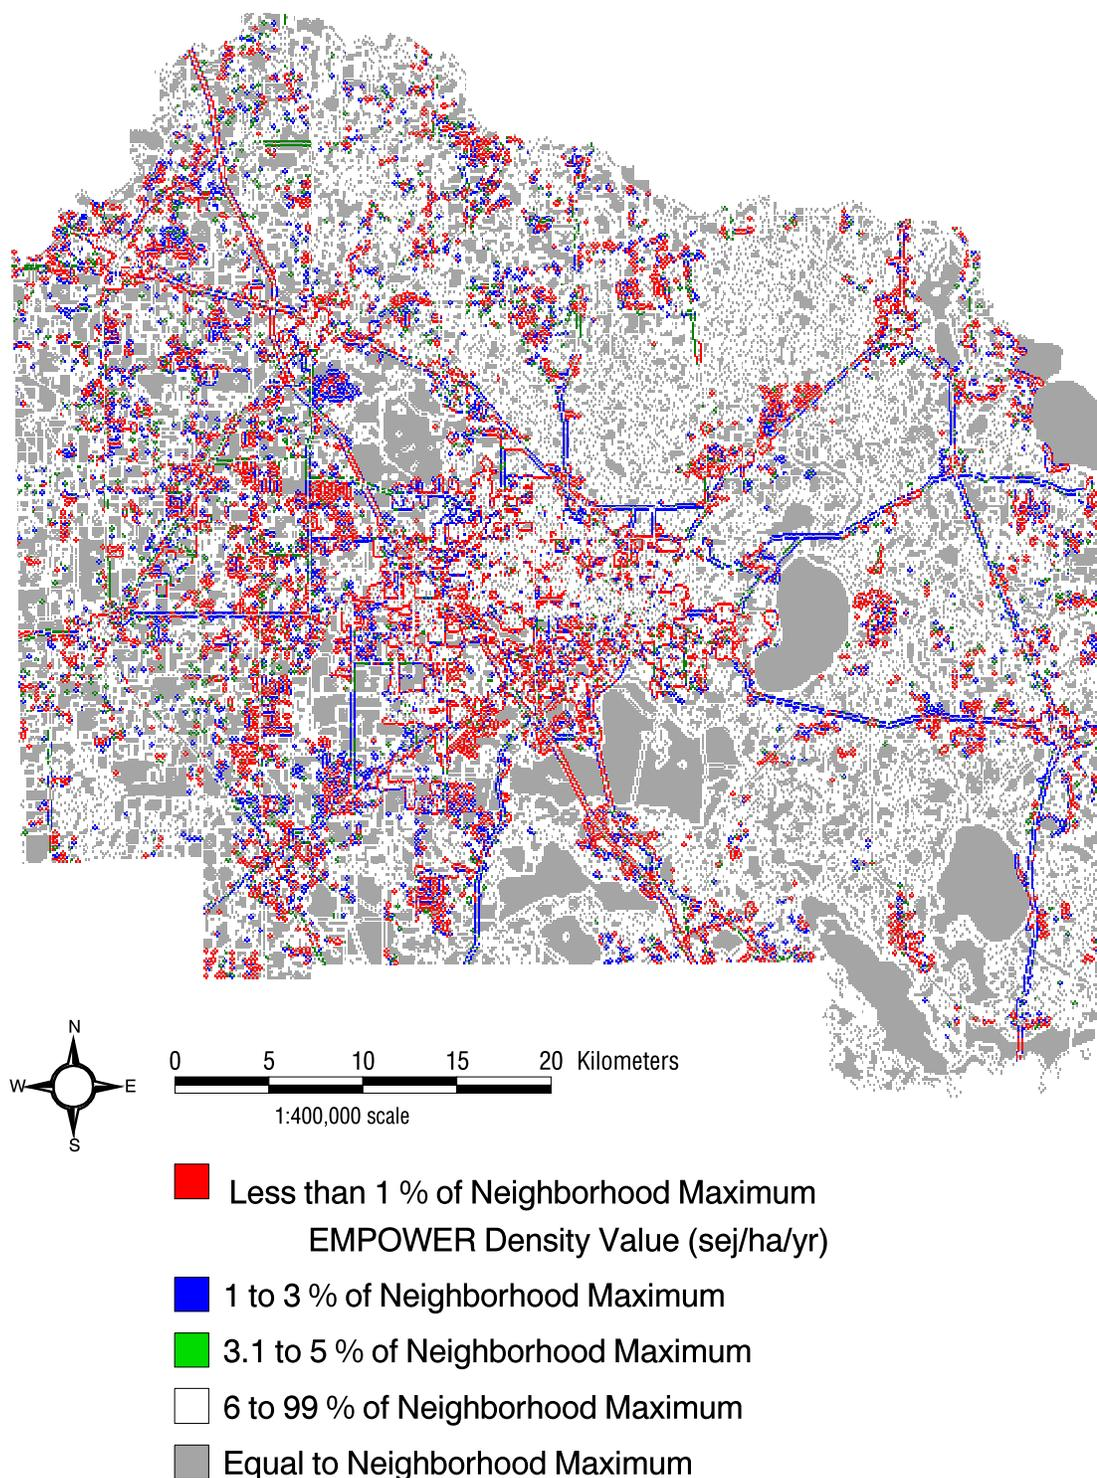 N
W E
S
0 5 10 15 20 Kilometers
1:400,000 scale
Less than 1 % of Neighborhood Maximum
EMPOWER Density Value (sej/ha/yr)
1 to 3 % of Neighborhood Maximum
3.1 to 5 % of Neighborhood Maximum
6 to 99 % of Neighborhood Maximum
Equal to Neighborhood Maximum